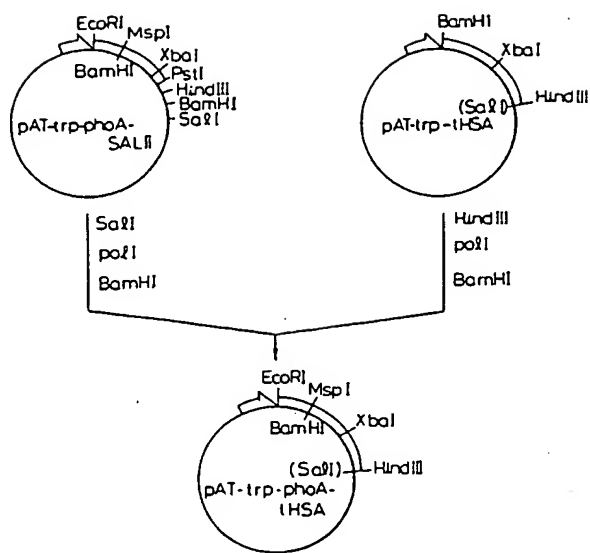 EcoRI
MspI
BamHI
XbaI
PstI
HindIII
BamHI
SalI
pAT-trp-phoA-
SALII
BamHI
XbaI
(SalI)
HindIII
pAT-trp-tHSA
SalI
polI
BamHI
HindIII
polI
BamHI
EcoRI
MspI
BamHI
XbaI
(SalI)
HindIII
pAT-trp-phoA-
tHSA